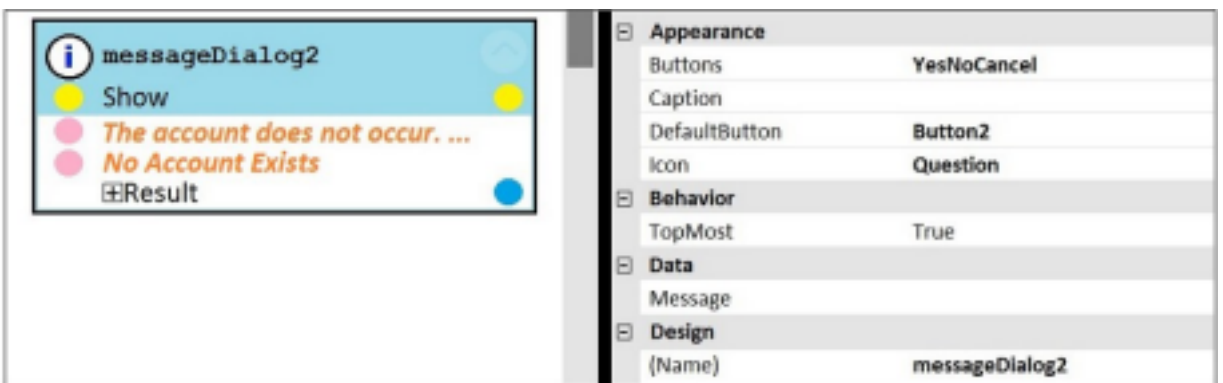 messageDialog2
Show
The account does not occur. ...
No Account Exists
Result
Appearance
Buttons YesNoCancel
Caption
DefaultButton Button2
Icon Question
Behavior
TopMost True
Data
Message
Design
(Name) messageDialog2